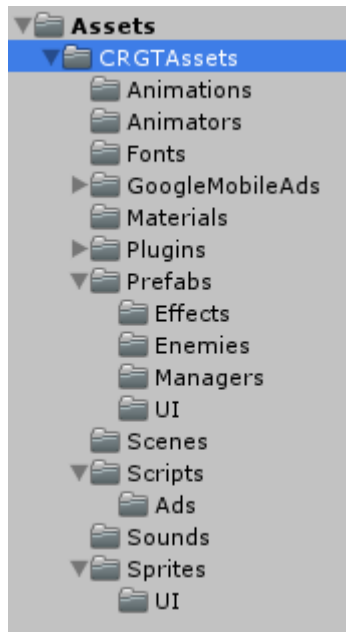 Assets
CRGTAssets
Animations
Animators
Fonts
GoogleMobileAds
Materials
Plugins
Prefabs
Effects
Enemies
Managers
UI
Scenes
Scripts
Ads
Sounds
Sprites
UI